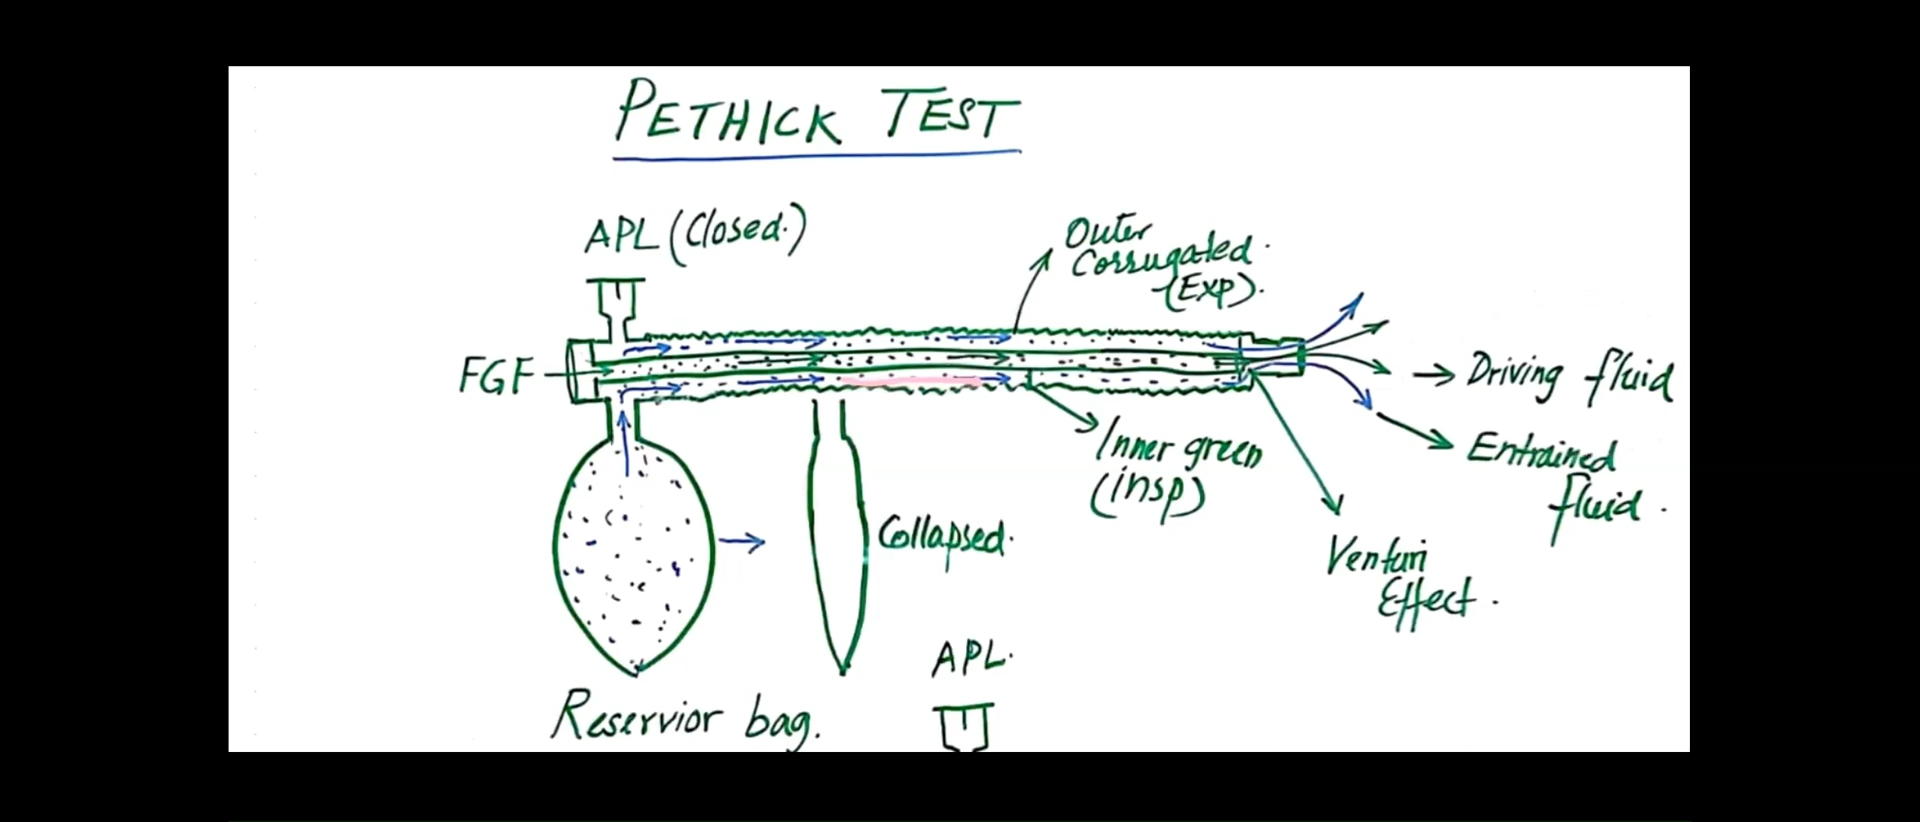 PETHICK TEST
APL (Closed.)
Outer
Corrugated.
(Exp).
FGF
Driving fluid
Inner green
(insp)
Entrained
fluid.
Collapsed.
Venturi
Effect.
APL.
Reservior bag.